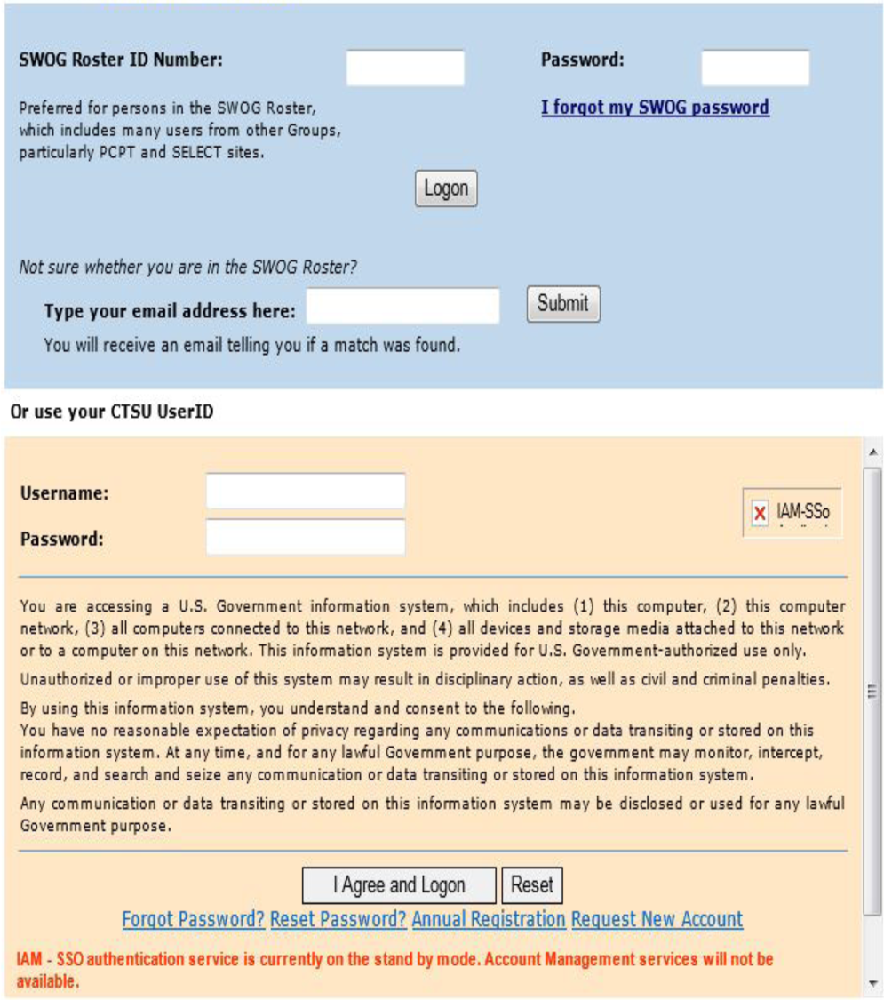 SWOG Roster ID Number:
Password:
Preferred for persons in the SWOG Roster,
which includes many users from other Groups,
particularly PCPT and SELECT sites.
I forgot my SWOG password
Logon
Not sure whether you are in the SWOG Roster?
Type your email address here:
Submit
You will receive an email telling you if a match was found.
Or use your CTSU UserID
Username:
IAM-SSo
Password:
You are accessing a U.S. Government information system, which includes (1) this computer, (2) this computer
network, (3) all computers connected to this network, and (4) all devices and storage media attached to this network
or to a computer on this network. This information system is provided for U.S. Government-authorized use only.
Unauthorized or improper use of this system may result in disciplinary action, as well as civil and criminal penalties.
By using this information system, you understand and consent to the following.
You have no reasonable expectation of privacy regarding any communications or data transiting or stored on this
information system. At any time, and for any lawful Government purpose, the government may monitor, intercept,
record, and search and seize any communication or data transiting or stored on this information system.
Any communication or data transiting or stored on this information system may be disclosed or used for any lawful
Government purpose.
I Agree and Logon Reset
Forgot Password? Reset Password? Annual Registration Request New Account
IAM - SSO authentication service is currently on the stand by mode. Account Management services will not be
available.